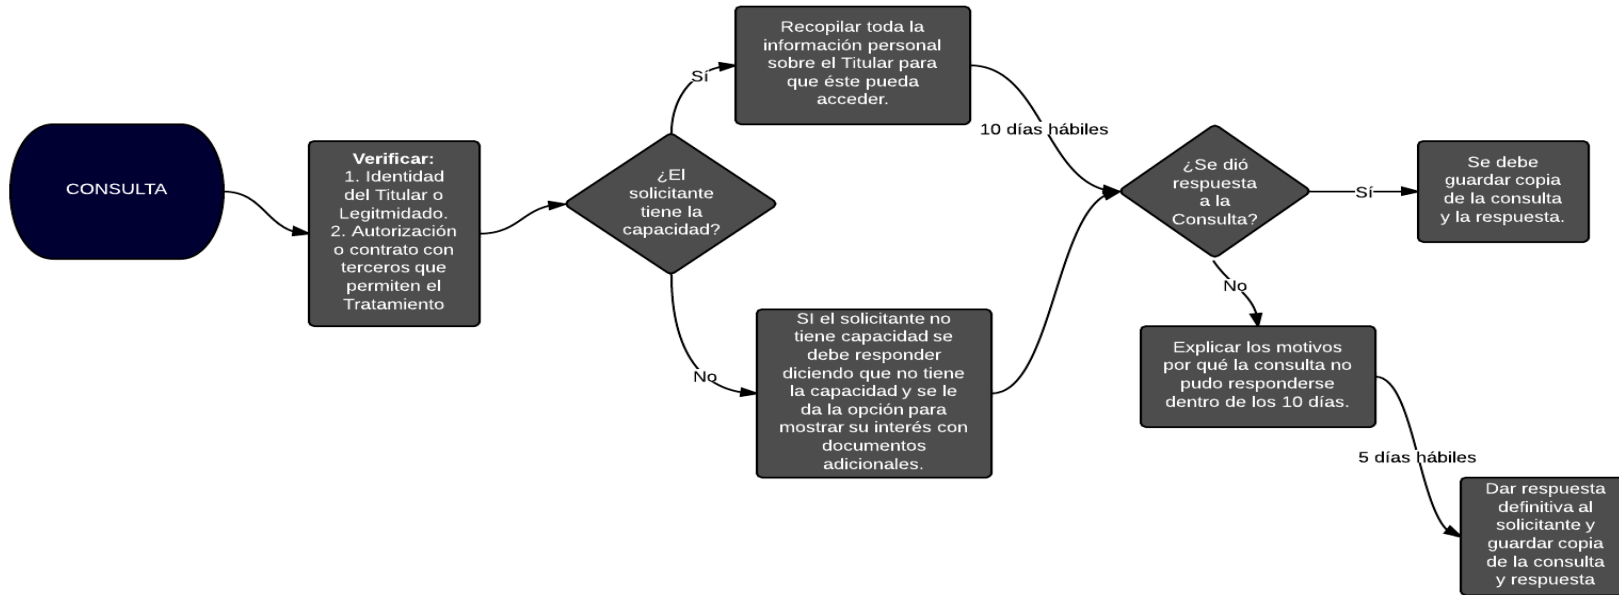 CONSULTA
Verificar:
1. Identidad
del Titular o
Legitmidado.
2. Autorización
o contrato con
terceros que
permiten el
Tratamiento
¿El
solicitante
tiene la
capacidad?
Sí
Recopilar toda la
información personal
sobre el Titular para
que éste pueda
acceder.
10 días hábiles
No
SI el solicitante no
tiene capacidad se
debe responder
diciendo que no tiene
la capacidad y se le
da la opción para
mostrar su interés con
documentos
adicionales.
¿Se dió
respuesta
a la
Consulta?
Sí
Se debe
guardar copia
de la consulta
y la respuesta.
No
Explicar los motivos
por qué la consulta no
pudo responderse
dentro de los 10 días.
5 días hábiles
Dar respuesta
definitiva al
solicitante y
guardar copia
de la consulta
y respuesta